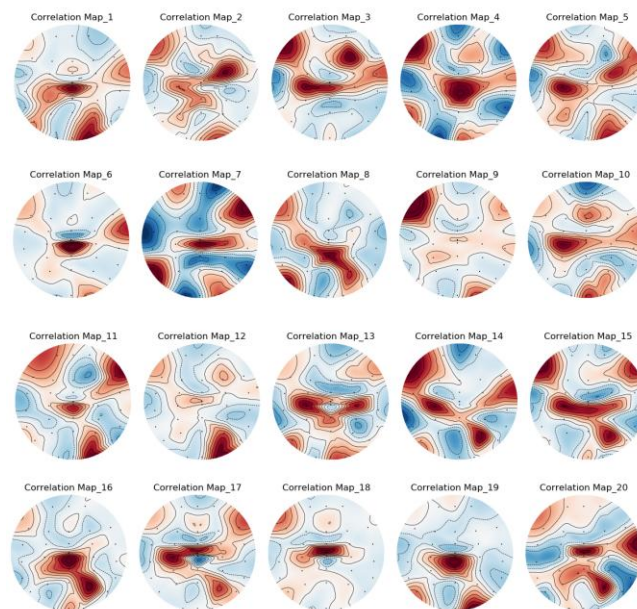 Correlation Map_1 Correlation Map_2 Correlation Map_3 Correlation Map_4 Correlation Map_5
Correlation Map_6 Correlation Map_7 Correlation Map_8 Correlation Map_9 Correlation Map_10
Correlation Map_11 Correlation Map_12 Correlation Map_13 Correlation Map_14 Correlation Map_15
Correlation Map_16 Correlation Map_17 Correlation Map_18 Correlation Map_19 Correlation Map_20